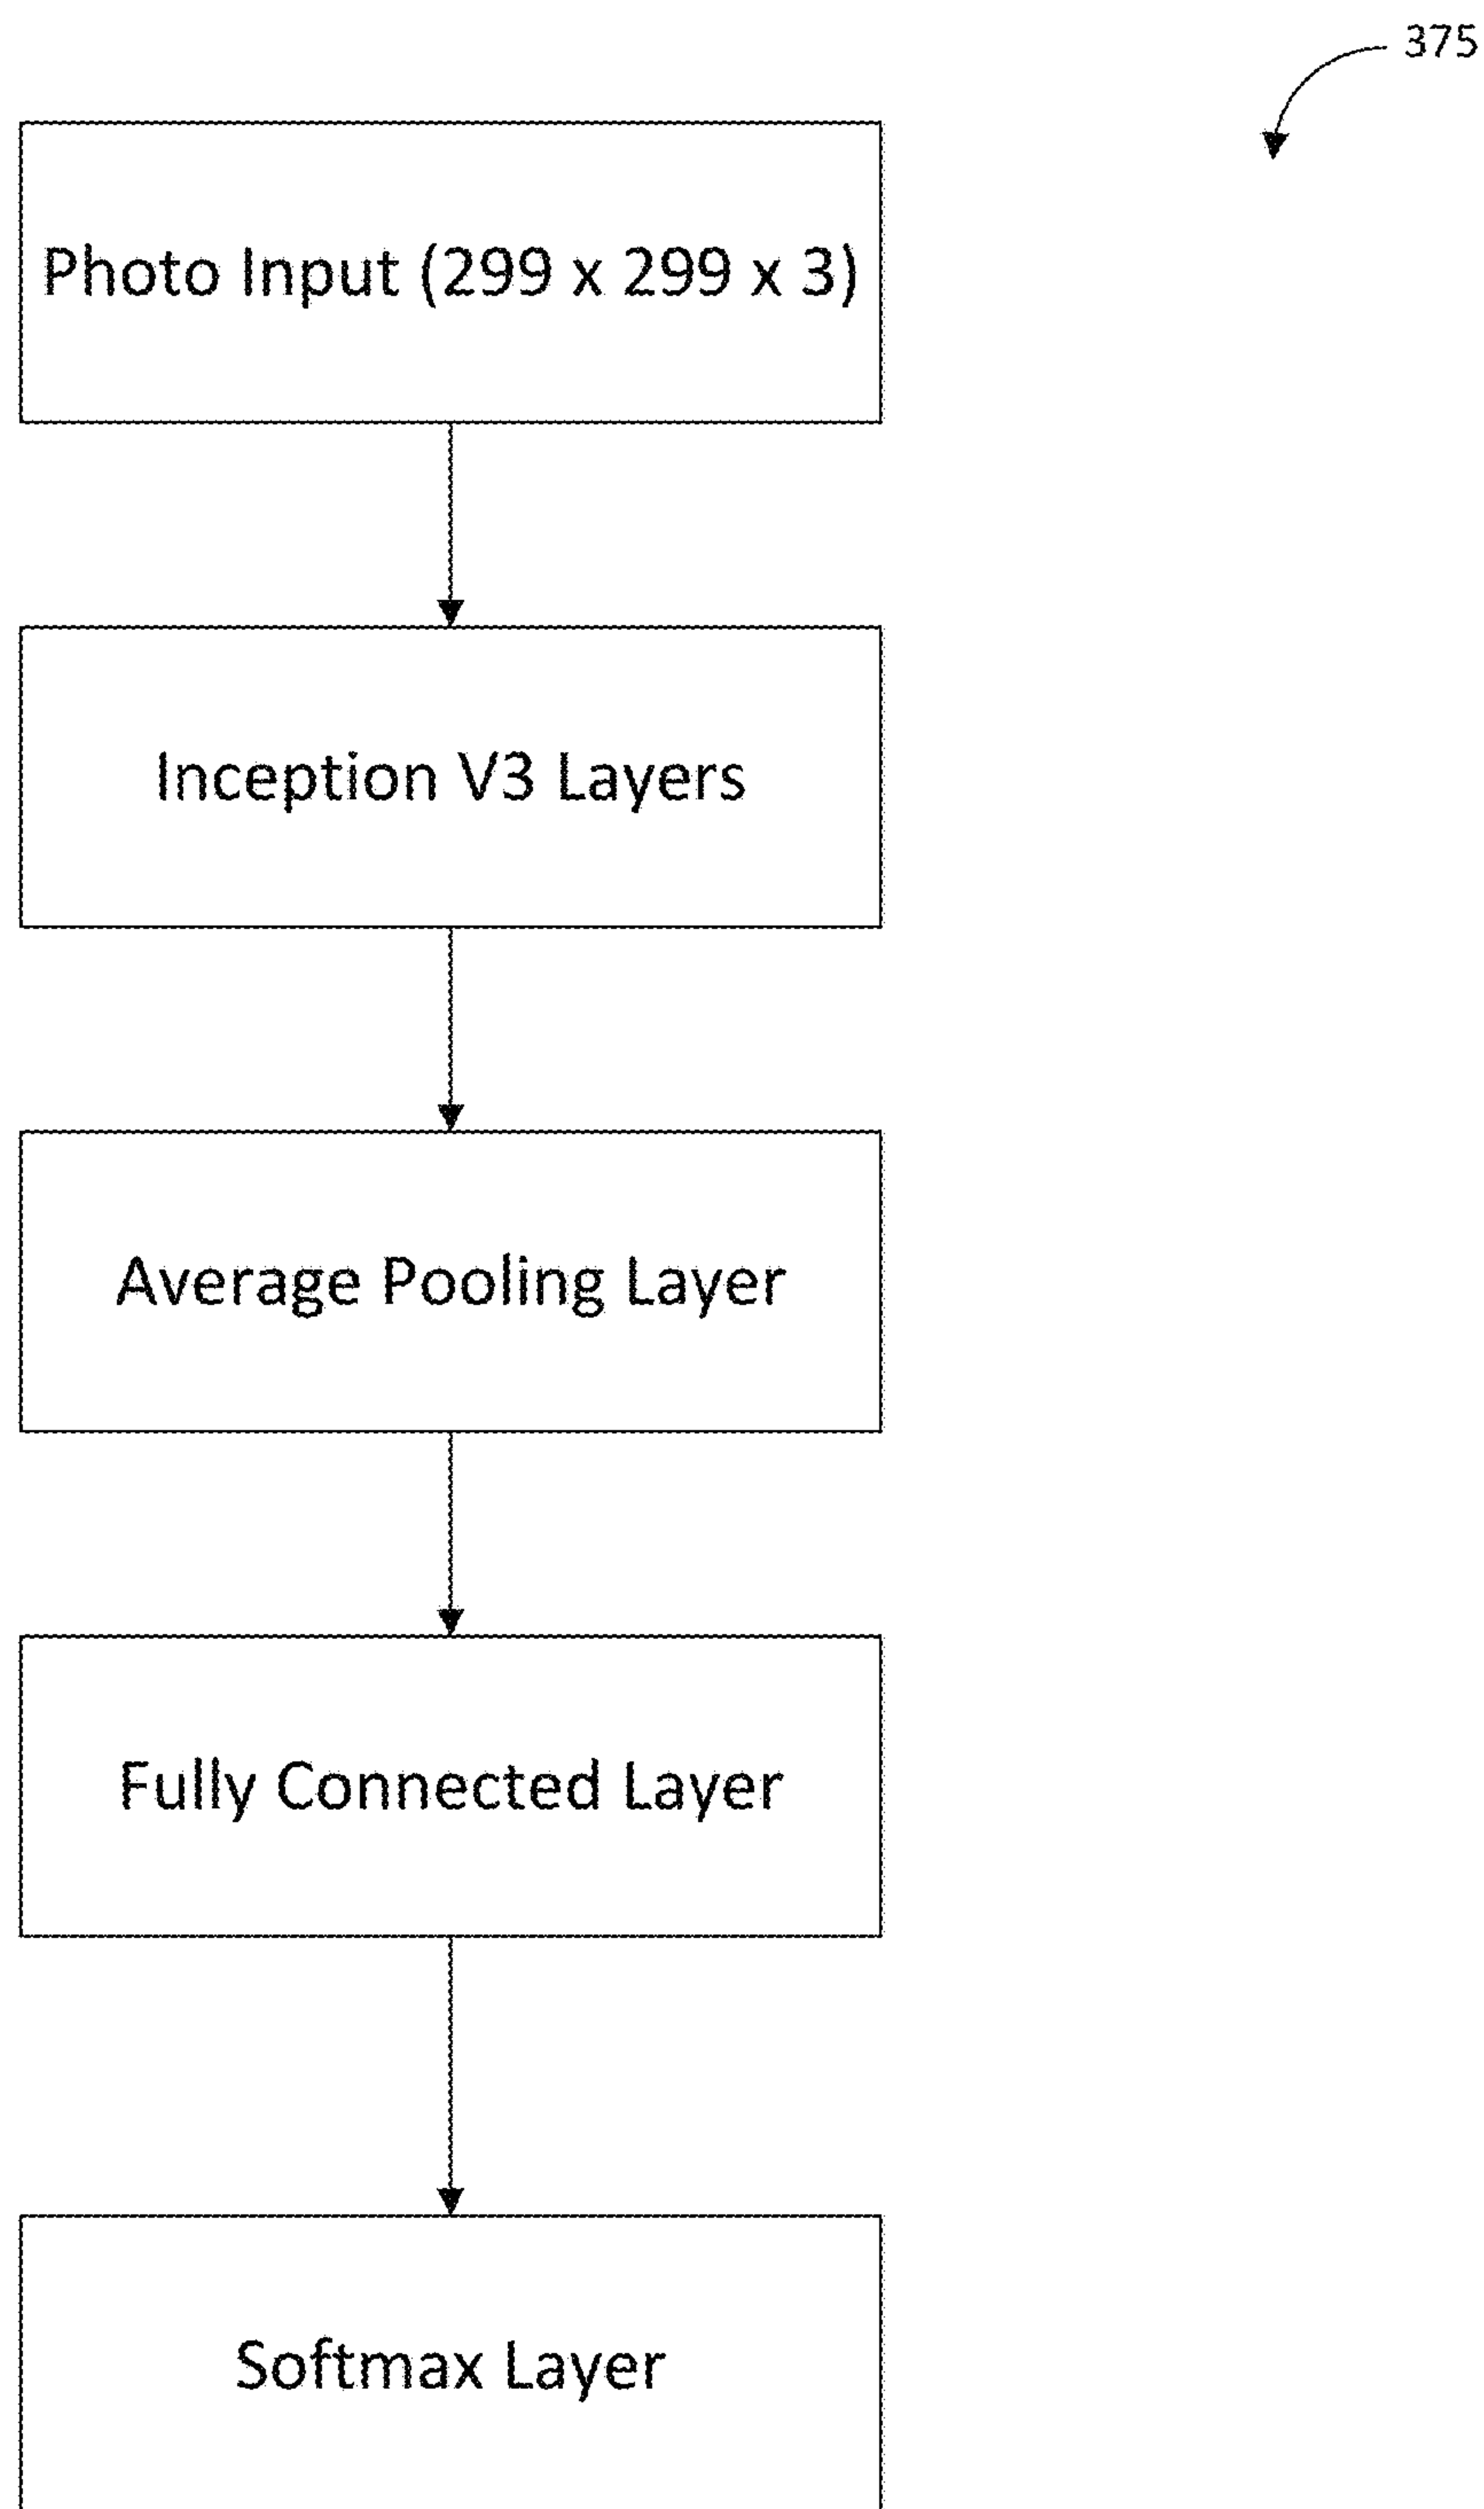 375
Photo Input (299 x 299 x 3)
Inception V3 Layers
Average Pooling Layer
Fully Connected Layer
Softmax Layer